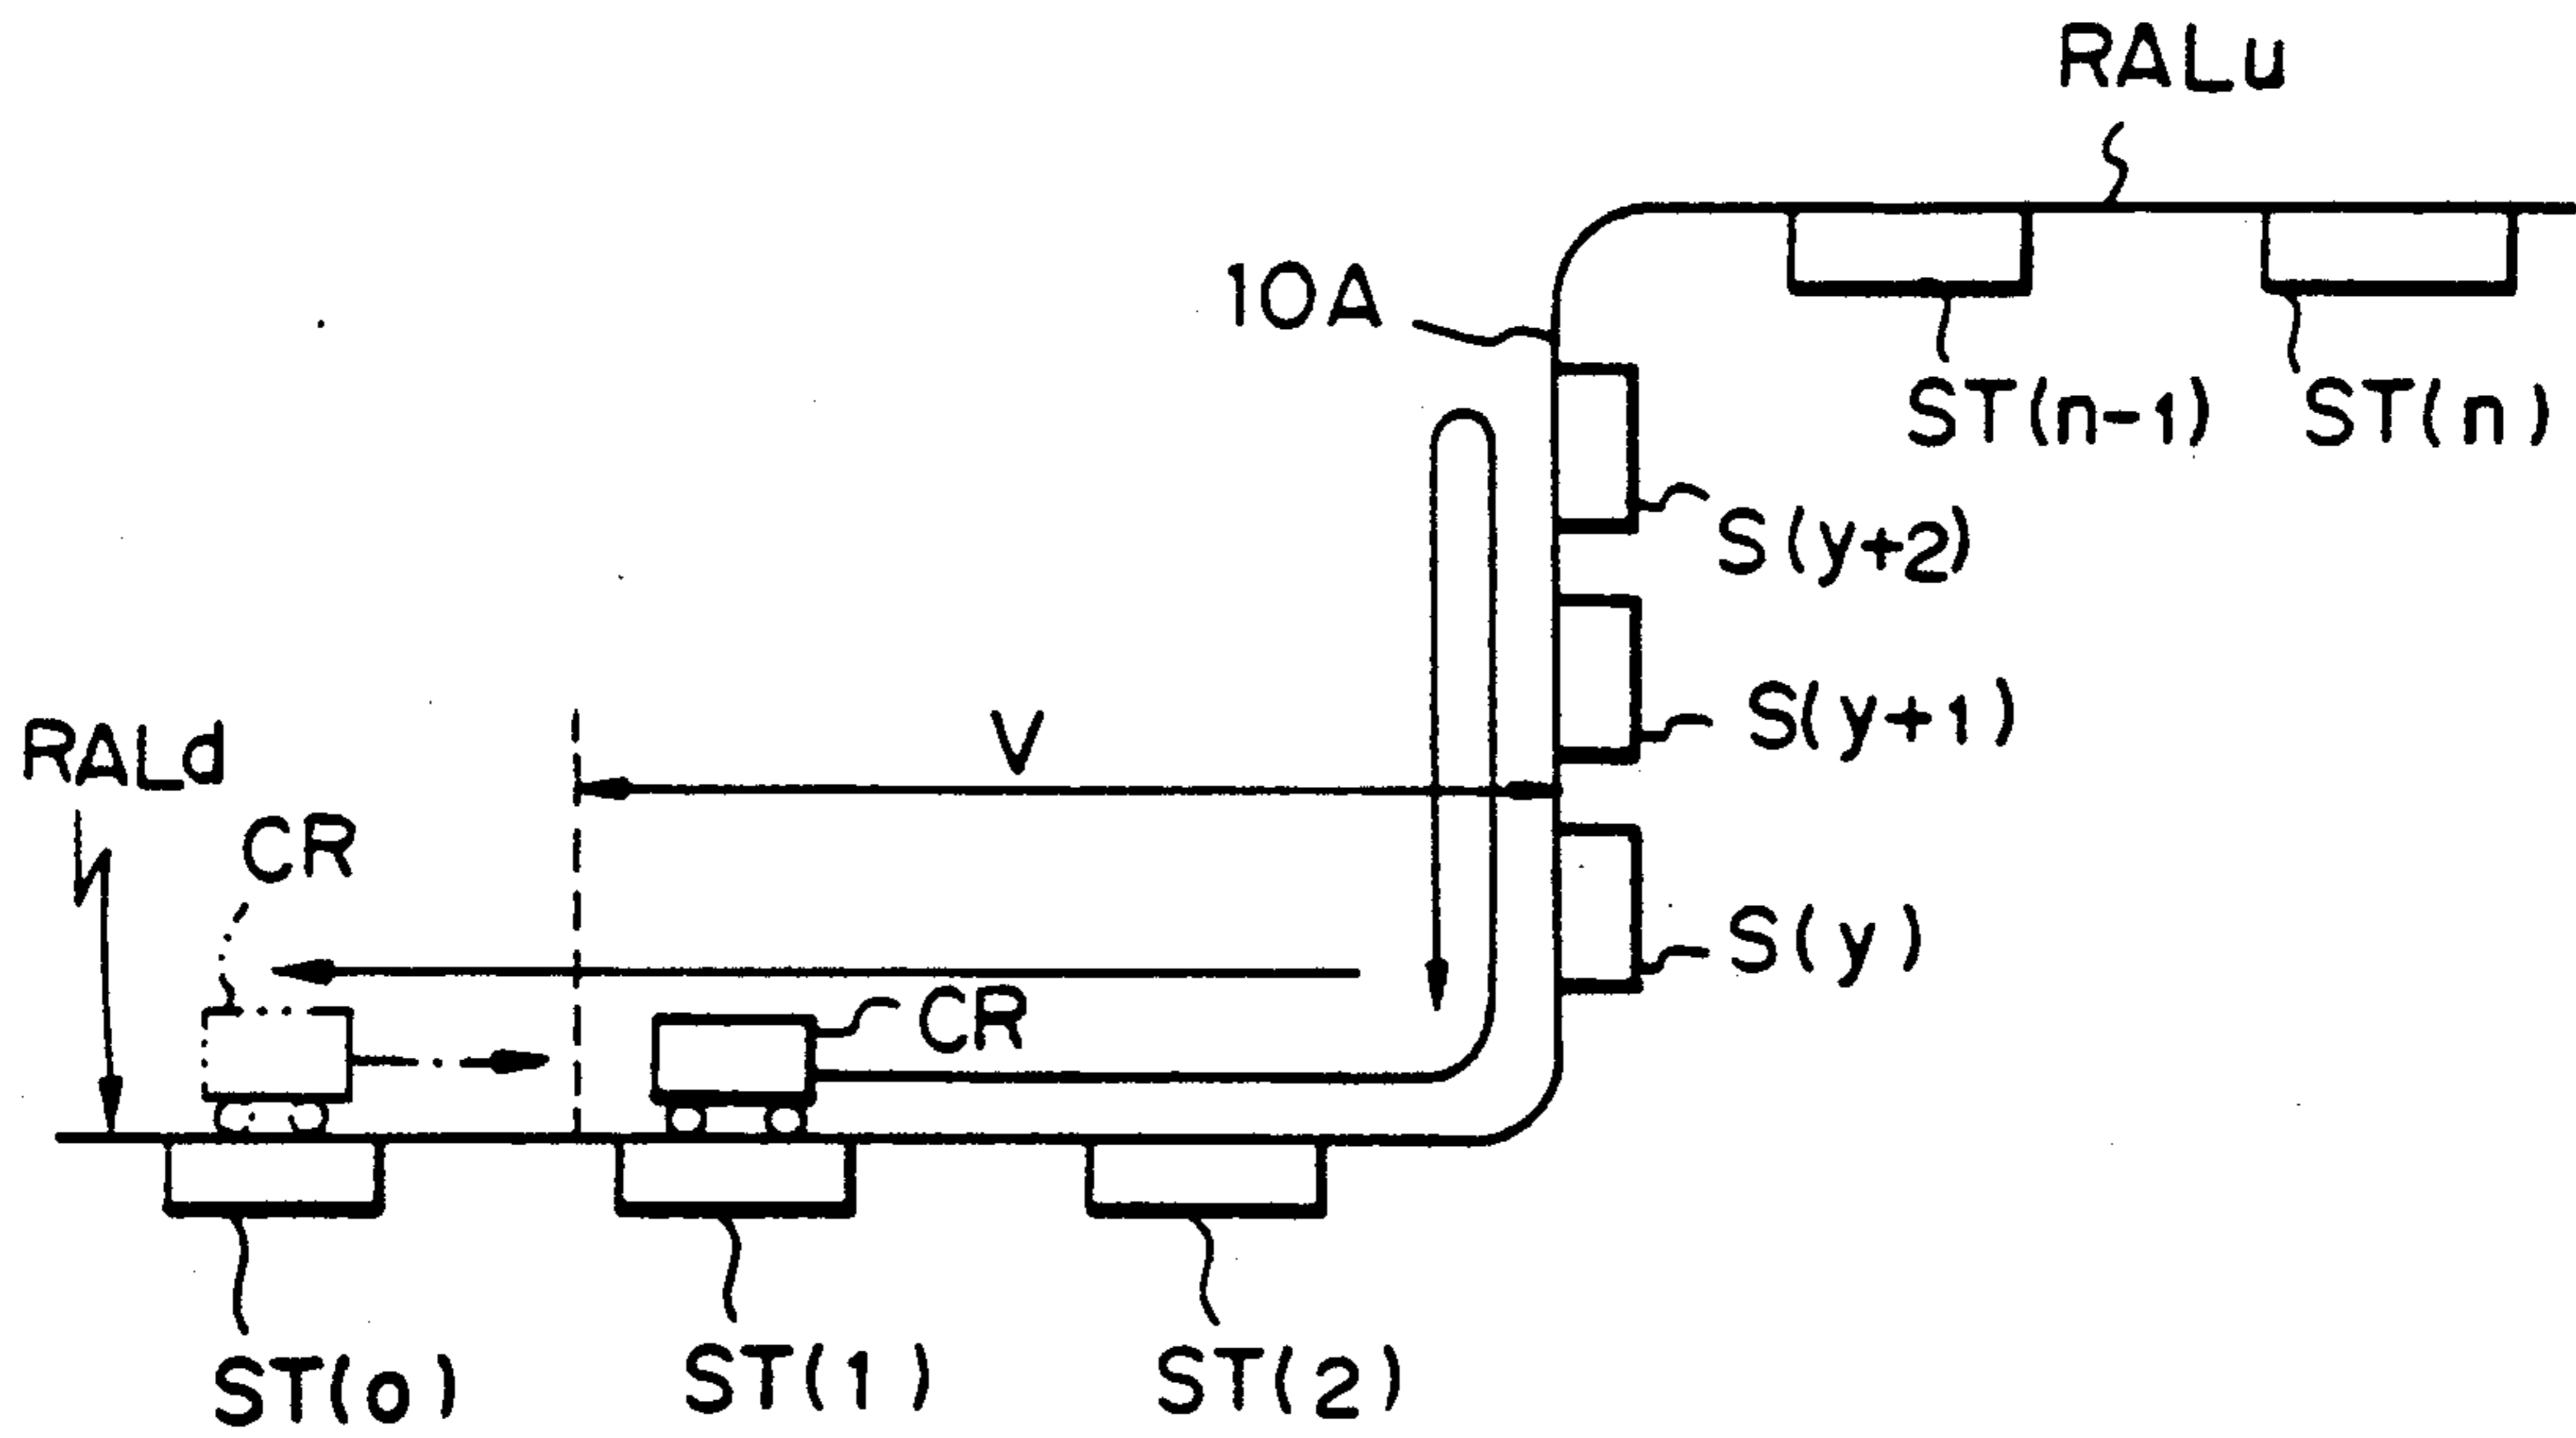 RALu
10A
ST(n-1)
ST(n)
S(y+2)
S(y+1)
RALd
V
CR
S(y)
CR
ST(o)
ST(1)
ST(2)